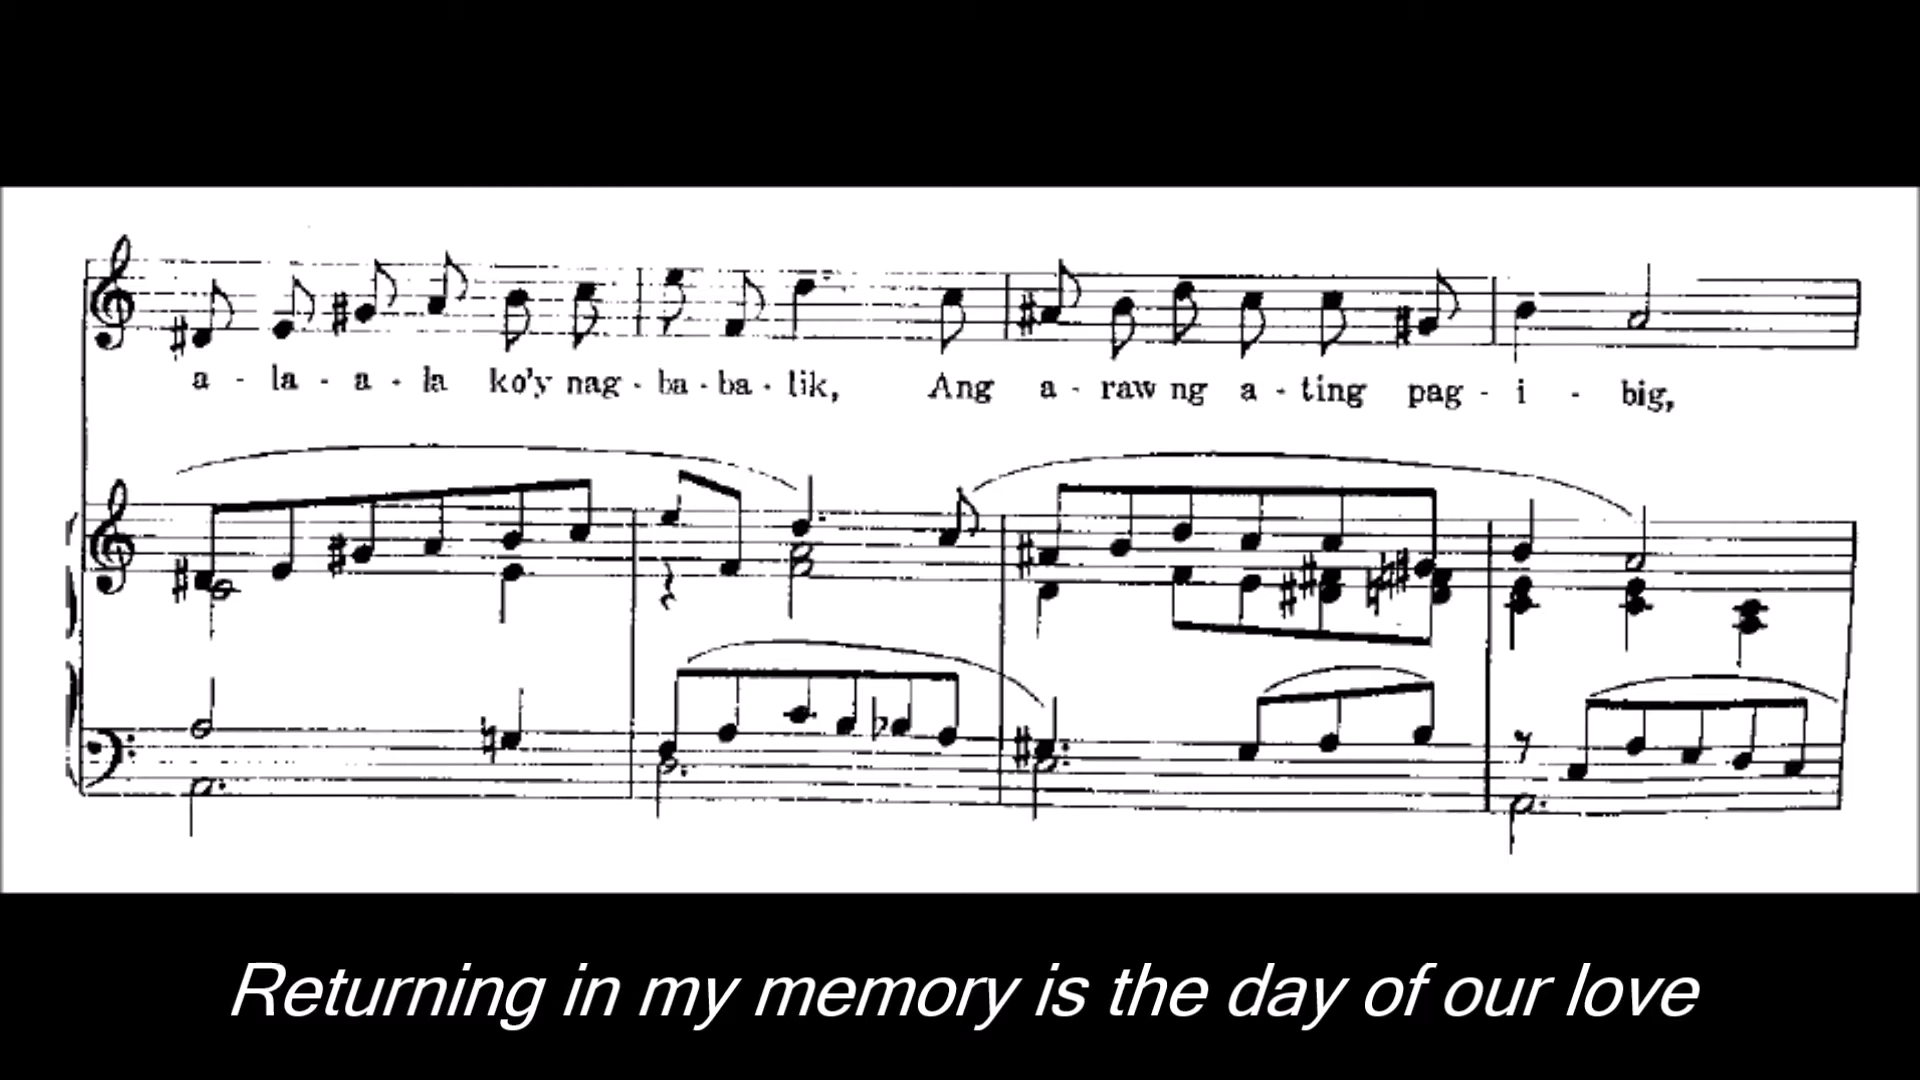 a - la - a - la ko'y nag - ba - ba - lik, Ang a - raw ng a - ting pag - i - big,
Returning in my memory is the day of our love